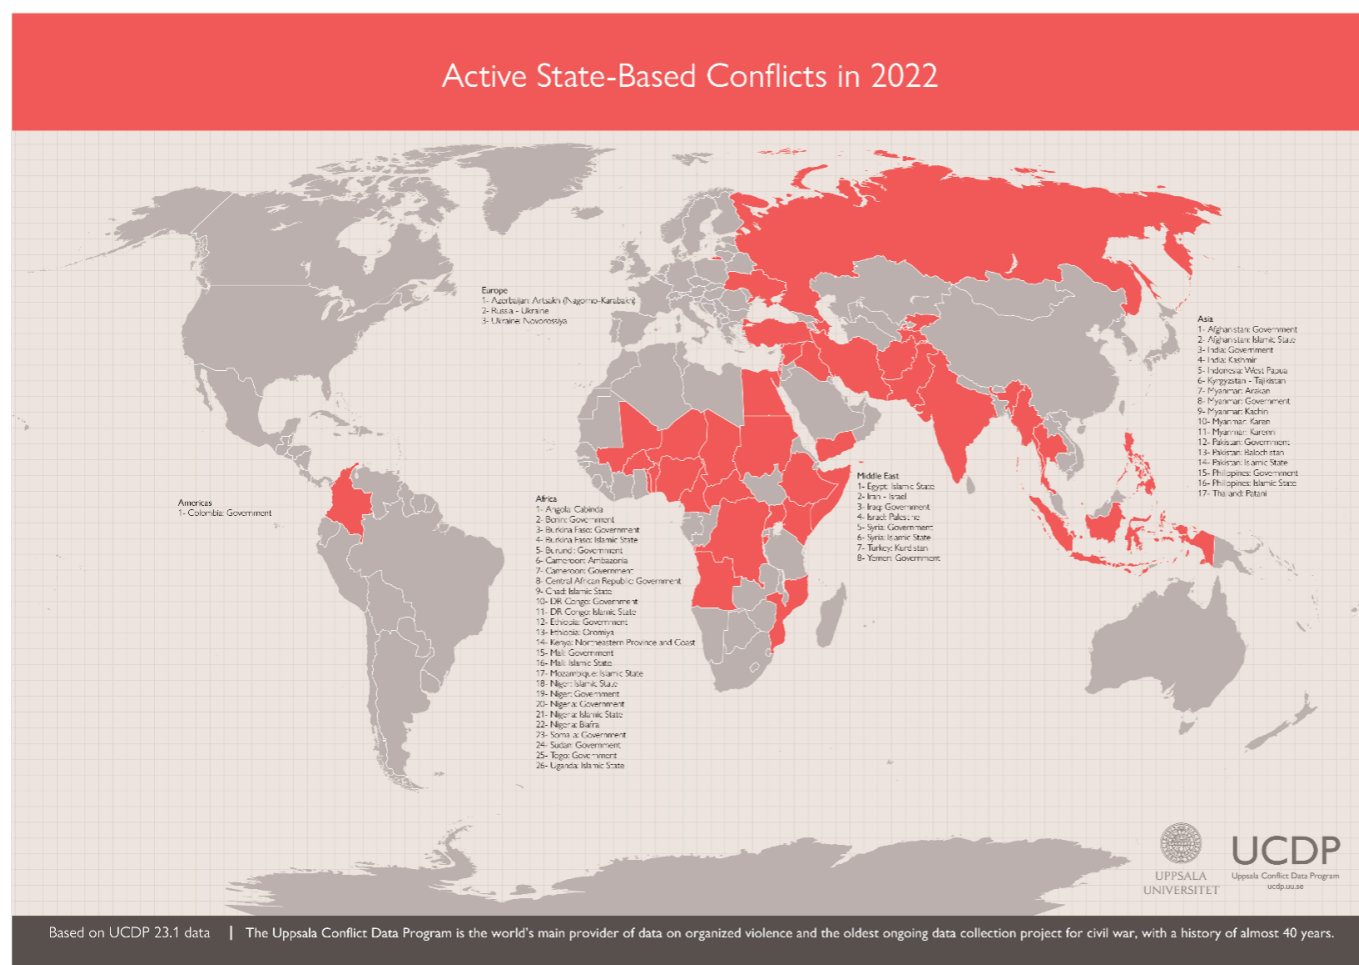 Active State-Based Conflicts in 2022
Europe
1- Azerbaijan: Artsakh (Nagorno-Karabakh)
2- Russia - Ukraine
3- Ukraine: Novorossiya
Asia
1- Afghanistan: Government
2- Afghanistan: Islamic State
3- India: Government
4- India: Kashmir
5- Indonesia: West Papua
6- Kyrgyzstan - Tajikistan
7- Myanmar: Arakan
8- Myanmar: Government
9- Myanmar: Kachin
10- Myanmar: Karen
11- Myanmar: Karenni
12- Pakistan: Government
13- Pakistan: Balochistan
14- Pakistan: Islamic State
15- Philippines: Government
16- Philippines: Islamic State
17- Thailand: Patani
Middle East
1- Egypt: Islamic State
2- Iran - Israel
3- Iraq: Government
4- Israel: Palestine
5- Syria: Government
6- Syria: Islamic State
7- Turkey: Kurdistan
8- Yemen: Government
Americas
1- Colombia: Government
Africa
1- Angola: Cabinda
2- Benin: Government
3- Burkina Faso: Government
4- Burkina Faso: Islamic State
5- Burundi: Government
6- Cameroon: Ambazonia
7- Cameroon: Government
8- Central African Republic: Government
9- Chad: Islamic State
10- DR Congo: Government
11- DR Congo: Islamic State
12- Ethiopia: Government
13- Ethiopia: Oromiya
14- Kenya: Northeastern Province and Coast
15- Mali: Government
16- Mali: Islamic State
17- Mozambique: Islamic State
18- Niger: Islamic State
19- Niger: Government
20- Nigeria: Government
21- Nigeria: Islamic State
22- Nigeria: Biafra
23- Somalia: Government
24- Sudan: Government
25- Togo: Government
26- Uganda: Islamic State
UPPSALA
UNIVERSITET
UCDP
Uppsala Conflict Data Program
ucdp.uu.se
Based on UCDP 23.1 data | The Uppsala Conflict Data Program is the world's main provider of data on organized violence and the oldest ongoing data collection project for civil war, with a history of almost 40 years.